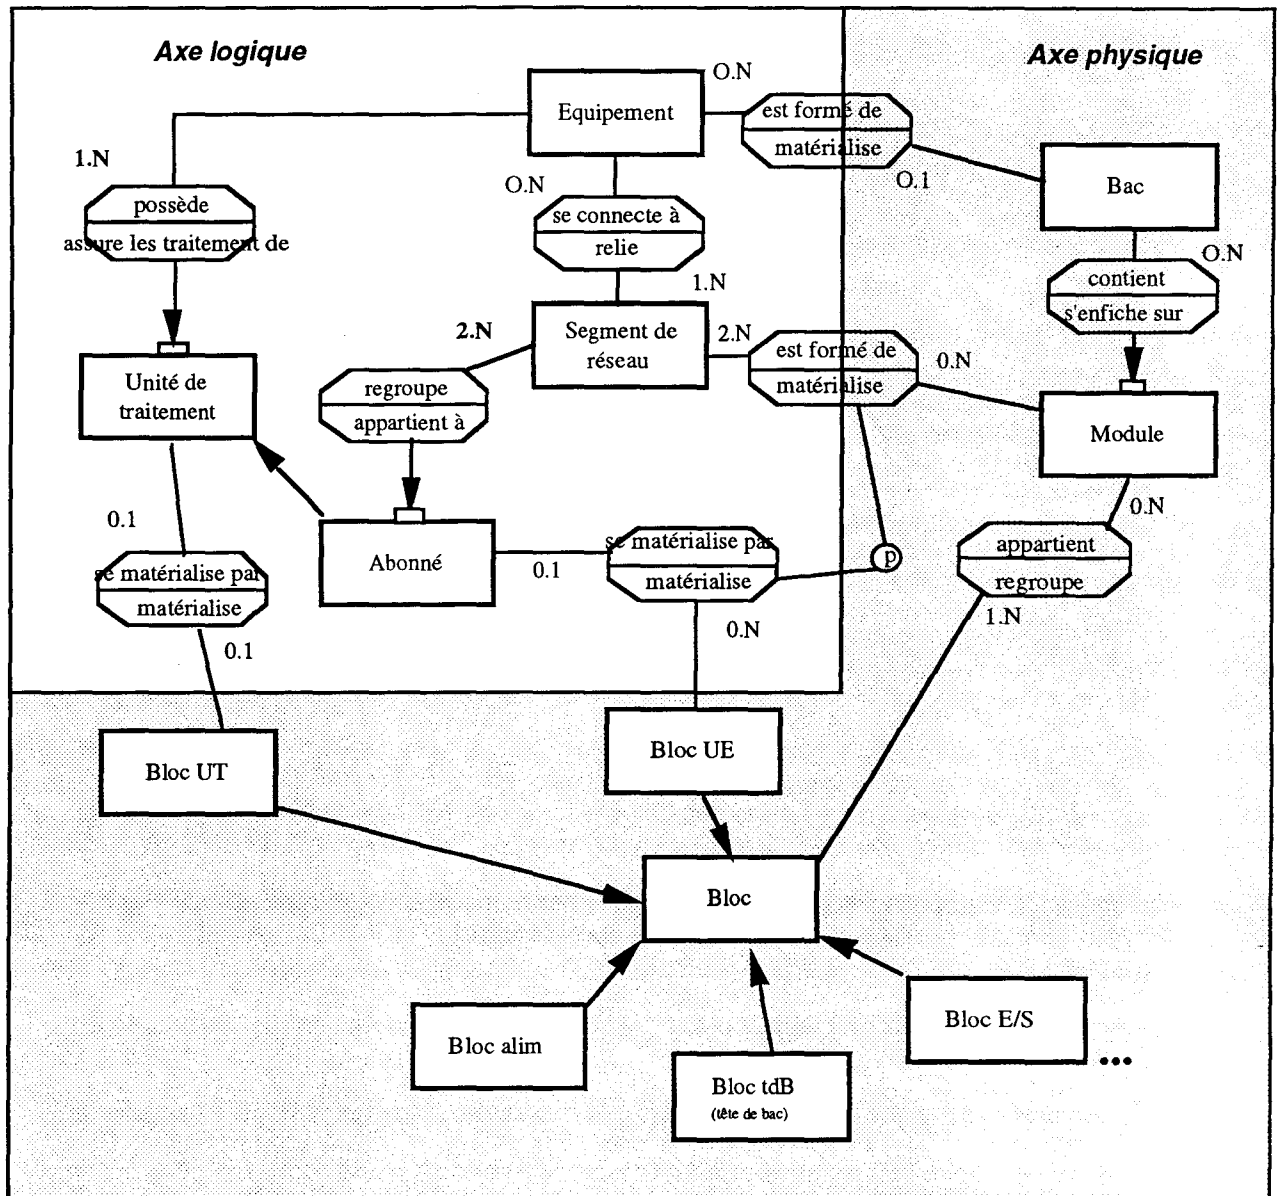 Axe logique
Axe physique
O.N
Equipement
est formé de
matérialise
O.1
1.N
possède
assure les traitement de
O.N
se connecte à
relie
1.N
Bac
O.N
contient
s'enfiche sur
2.N
Segment de
réseau
2.N
est formé de
matérialise
0.N
Unité de
traitement
regroupe
appartient à
Module
0.N
0.1
Abonné
0.1
se matérialise par
matérialise
p
appartient
regroupe
1.N
se matérialise par
matérialise
0.1
0.N
Bloc UT
Bloc UE
Bloc
Bloc alim
Bloc tdB
(tête de bac)
Bloc E/S
...